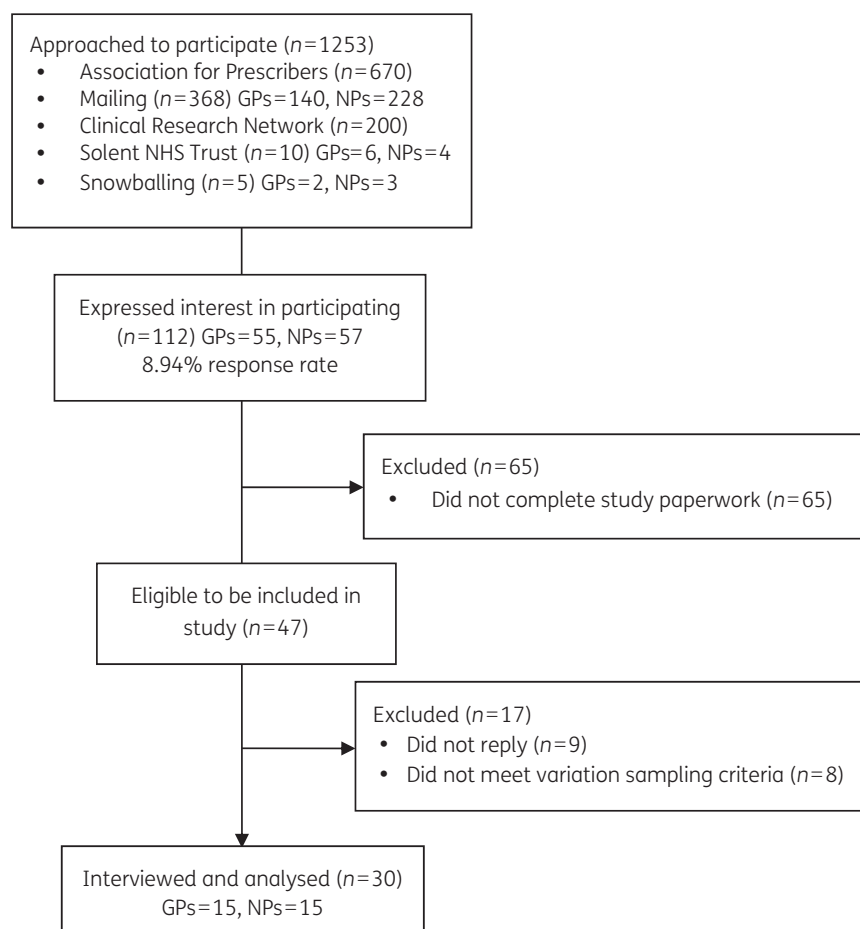 Approached to participate (n=1253)
• Association for Prescribers (n=670)
• Mailing (n=368) GPs=140, NPs=228
• Clinical Research Network (n=200)
• Solent NHS Trust (n=10) GPs=6, NPs=4
• Snowballing (n=5) GPs=2, NPs=3
Expressed interest in participating
(n=112) GPs=55, NPs=57
8.94% response rate
Excluded (n=65)
• Did not complete study paperwork (n=65)
Eligible to be included in
study (n=47)
Excluded (n=17)
• Did not reply (n=9)
• Did not meet variation sampling criteria (n=8)
Interviewed and analysed (n=30)
GPs=15, NPs=15